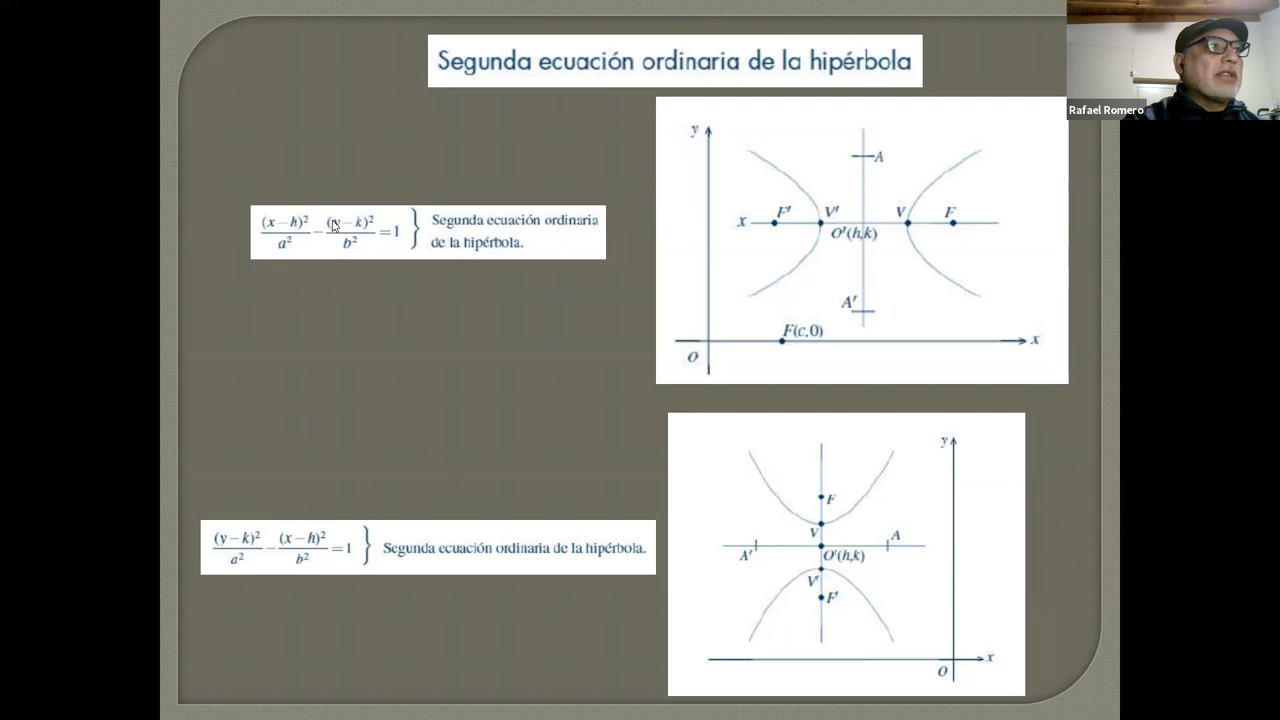 Segunda ecuación ordinaria de la hipérbola
Rafael Romero
(x – h)² / a² – (y – k)² / b² = 1 } Segunda ecuación ordinaria
de la hipérbola.
y
A
x F' V' V F
O'(h,k)
A'
F(c,0)
O x
(y – k)² / a² – (x – h)² / b² = 1 } Segunda ecuación ordinaria de la hipérbola.
y
F
V A
A' O'(h,k)
V'
F'
x
O